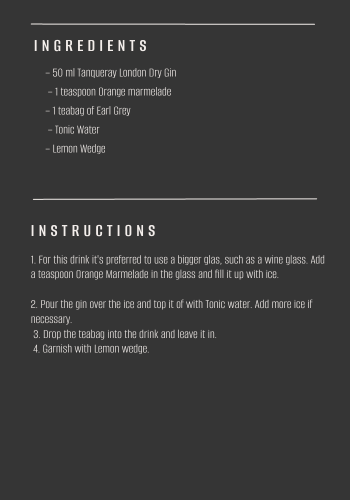 INGREDIENTS
- 50 ml Tanqueray London Dry Gin
- 1 teaspoon Orange marmelade
- 1 teabag of Earl Grey
- Tonic Water
- Lemon Wedge
INSTRUCTIONS
1. For this drink it's preferred to use a bigger glas, such as a wine glass. Add
a teaspoon Orange Marmelade in the glass and fill it up with ice.
2. Pour the gin over the ice and top it of with Tonic water. Add more ice if
necessary.
3. Drop the teabag into the drink and leave it in.
4. Garnish with Lemon wedge.